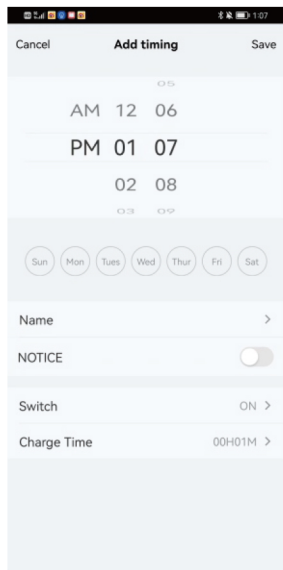 1:07
Cancel Add timing Save
05
AM 12 06
PM 01 07
02 08
03 09
Sun Mon Tues Wed Thur Fri Sat
Name >
NOTICE
Switch ON >
Charge Time 00H01M >